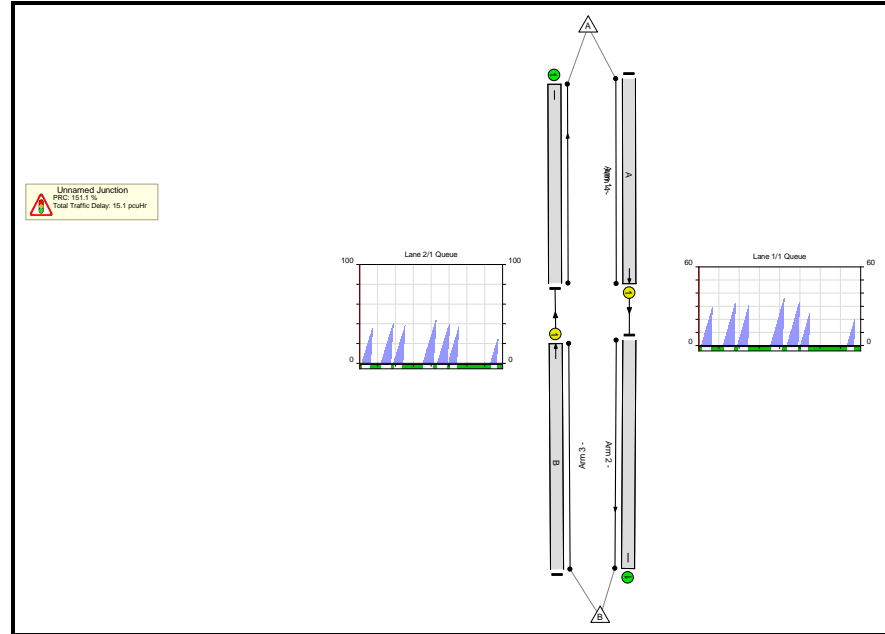 A
A
Unnamed Junction
PRC: 151.1 %
Total Traffic Delay: 15.1 pcuHr
100
Lane 2/1 Queue
100
0
0
60
Lane 1/1 Queue
60
0
0
B
Arm 3 -
Arm 2 -
B